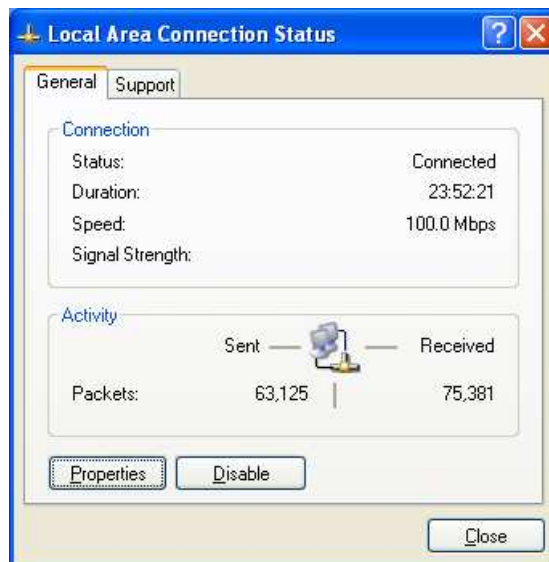 Local Area Connection Status
General Support
Connection
Status: Connected
Duration: 23:52:21
Speed: 100.0 Mbps
Signal Strength:
Activity
Sent Received
Packets: 63,125 75,381
Properties Disable
Close